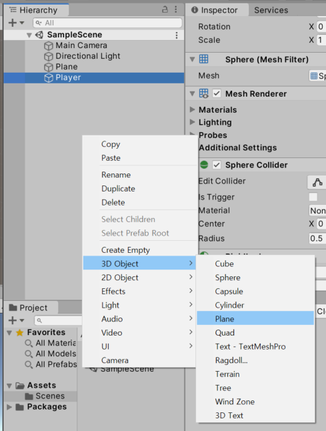 Hierarchy
All
SampleScene
Main Camera
Directional Light
Plane
Player
Copy
Paste
Rename
Duplicate
Delete
Select Children
Select Prefab Root
Create Empty
3D Object
2D Object
Effects
Light
Audio
Video
UI
Camera
Cube
Sphere
Capsule
Cylinder
Plane
Quad
Text - TextMeshPro
Ragdoll...
Terrain
Tree
Wind Zone
3D Text
Inspector Services
Rotation X 0
Scale X 1
Sphere (Mesh Filter)
Mesh
Mesh Renderer
Materials
Lighting
Probes
Additional Settings
Sphere Collider
Edit Collider
Is Trigger
Material
Center X 0
Radius 0.5
Project
Favorites
All Materia
All Models
All Prefabs
Assets
Scenes
Packages
SampleScene